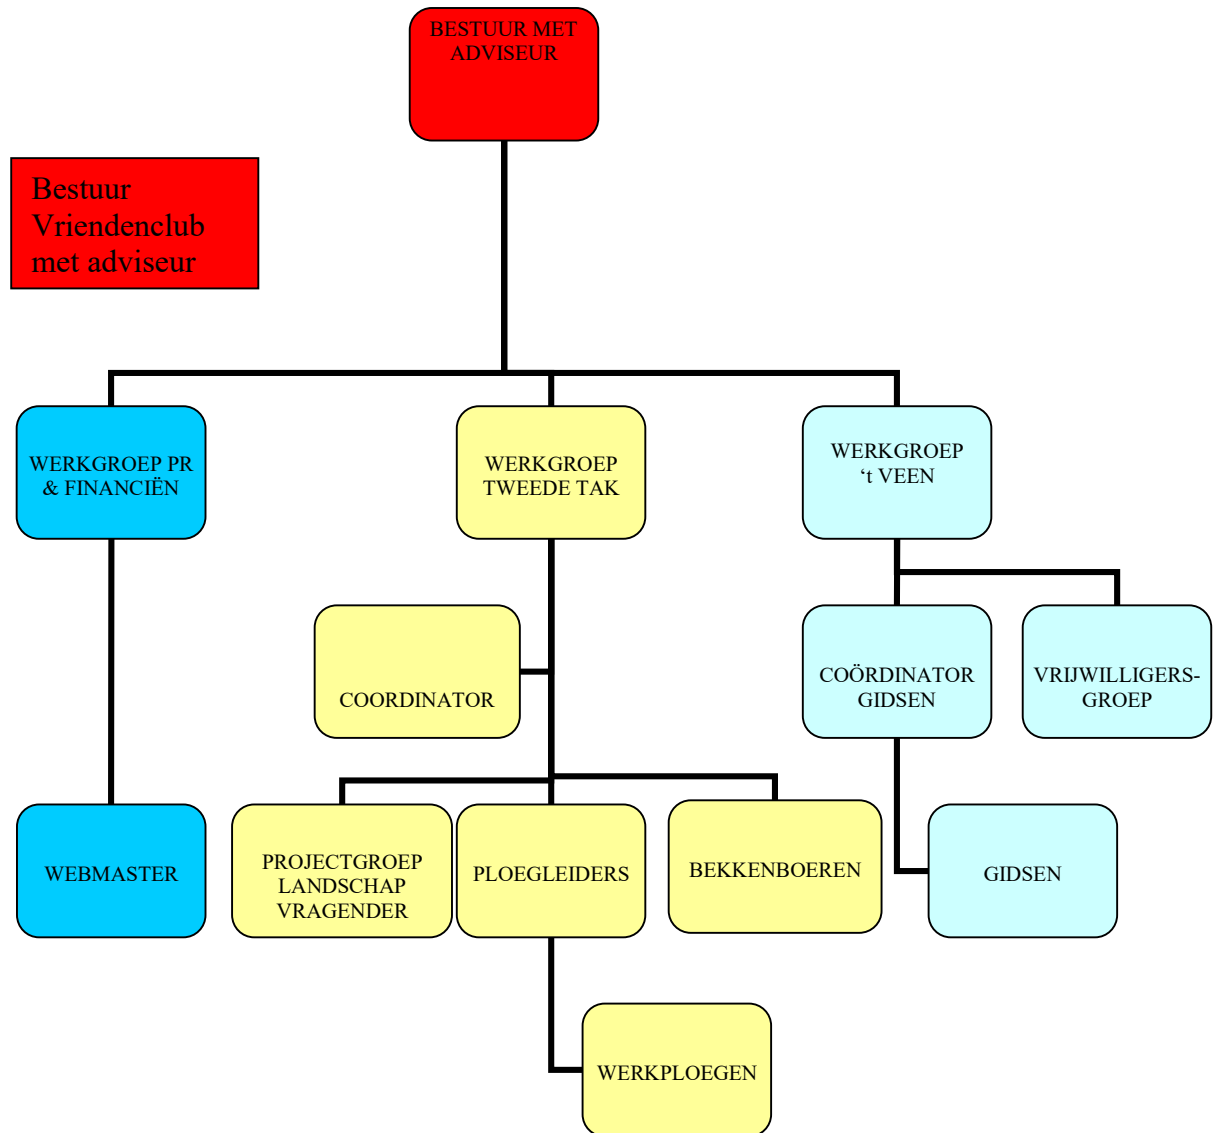 BESTUUR MET
ADVISEUR
Bestuur
Vriendenclub
met adviseur
WERKGROEP PR
& FINANCIËN
WERKGROEP
TWEEDE TAK
WERKGROEP
‘t VEEN
COORDINATOR
COÖRDINATOR
GIDSEN
VRIJWILLIGERS-
GROEP
WEBMASTER
PROJECTGROEP
LANDSCHAP
VRAGENDER
PLOEGLEIDERS
BEKKENBOEREN
GIDSEN
WERKPLOEGEN